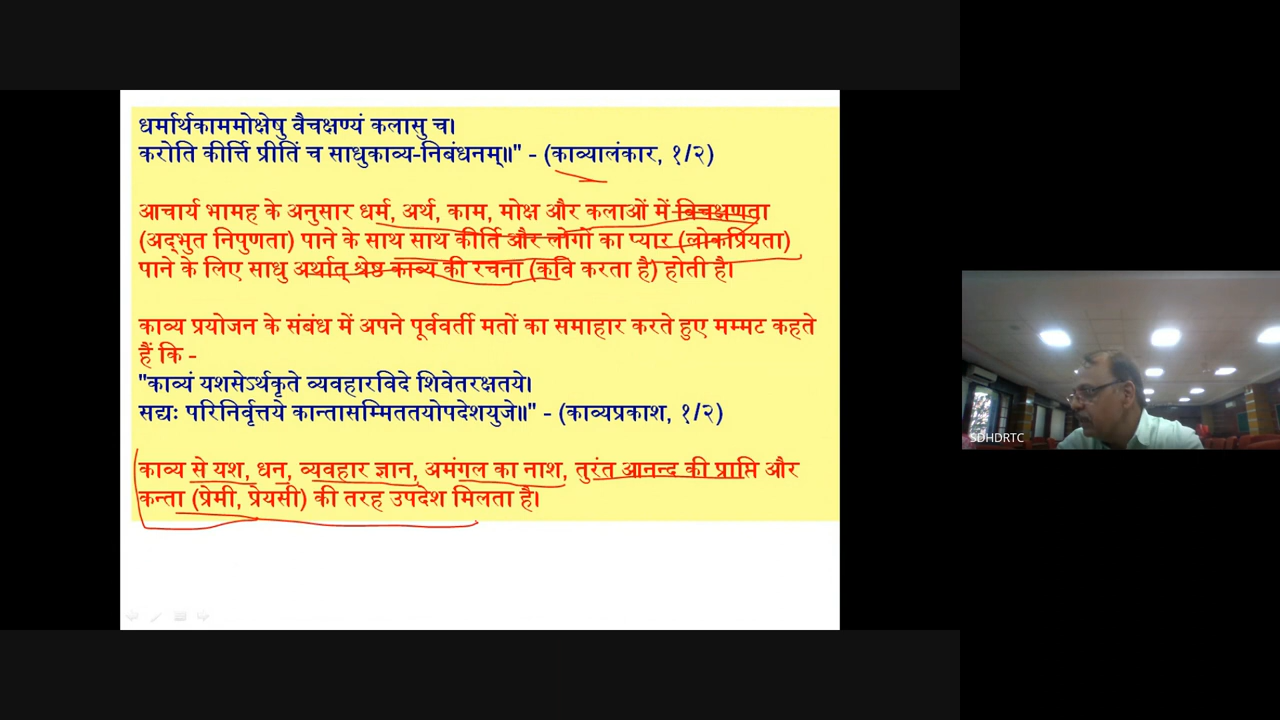 धर्मार्थकाममोक्षेषु वैचक्षण्यं कलासु च।
करोति कीर्त्ति प्रीतिं च साधुकाव्य-निबंधनम्॥" - (काव्यालंकार, १/२)
आचार्य भामह के अनुसार धर्म, अर्थ, काम, मोक्ष और कलाओं में विचक्षणता
(अद्भुत निपुणता) पाने के साथ साथ कीर्ति और लोगों का प्यार (लोकप्रियता)
पाने के लिए साधु अर्थात् श्रेष्ठ काव्य की रचना (कवि करता है) होती है।
काव्य प्रयोजन के संबंध में अपने पूर्ववर्ती मतों का समाहार करते हुए मम्मट कहते
हैं कि -
"काव्यं यशसेऽर्थकृते व्यवहारविदे शिवेतरक्षतये।
सद्यः परिनिर्वृत्तये कान्तासम्मिततयोपदेशयुजे॥" - (काव्यप्रकाश, १/२)
काव्य से यश, धन, व्यवहार ज्ञान, अमंगल का नाश, तुरंत आनन्द की प्राप्ति और
कन्ता (प्रेमी, प्रेयसी) की तरह उपदेश मिलता है।
SDHDRTC